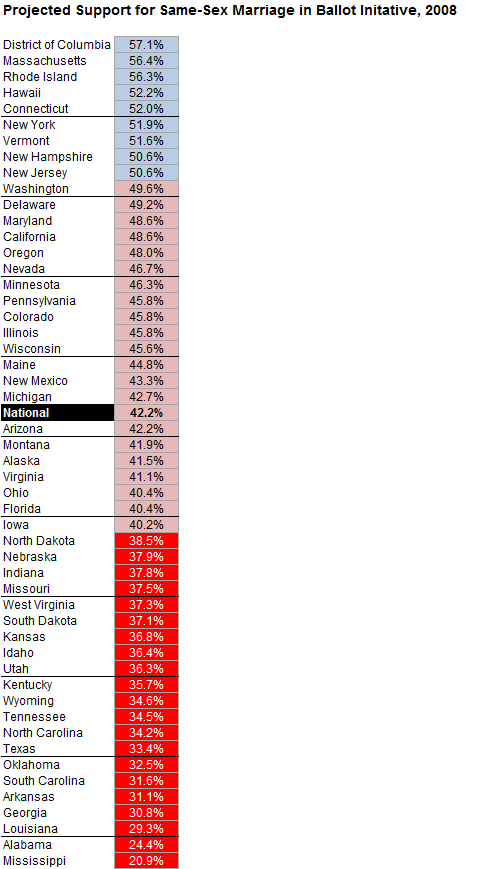 Projected Support for Same-Sex Marriage in Ballot Initative, 2008
District of Columbia 57.1%
Massachusetts 56.4%
Rhode Island 56.3%
Hawaii 52.2%
Connecticut 52.0%
New York 51.9%
Vermont 51.6%
New Hampshire 50.6%
New Jersey 50.6%
Washington 49.6%
Delaware 49.2%
Maryland 48.6%
California 48.6%
Oregon 48.0%
Nevada 46.7%
Minnesota 46.3%
Pennsylvania 45.8%
Colorado 45.8%
Illinois 45.8%
Wisconsin 45.6%
Maine 44.8%
New Mexico 43.3%
Michigan 42.7%
National 42.2%
Arizona 42.2%
Montana 41.9%
Alaska 41.5%
Virginia 41.1%
Ohio 40.4%
Florida 40.4%
Iowa 40.2%
North Dakota 38.5%
Nebraska 37.9%
Indiana 37.8%
Missouri 37.5%
West Virginia 37.3%
South Dakota 37.1%
Kansas 36.8%
Idaho 36.4%
Utah 36.3%
Kentucky 35.7%
Wyoming 34.6%
Tennessee 34.5%
North Carolina 34.2%
Texas 33.4%
Oklahoma 32.5%
South Carolina 31.6%
Arkansas 31.1%
Georgia 30.8%
Louisiana 29.3%
Alabama 24.4%
Mississippi 20.9%